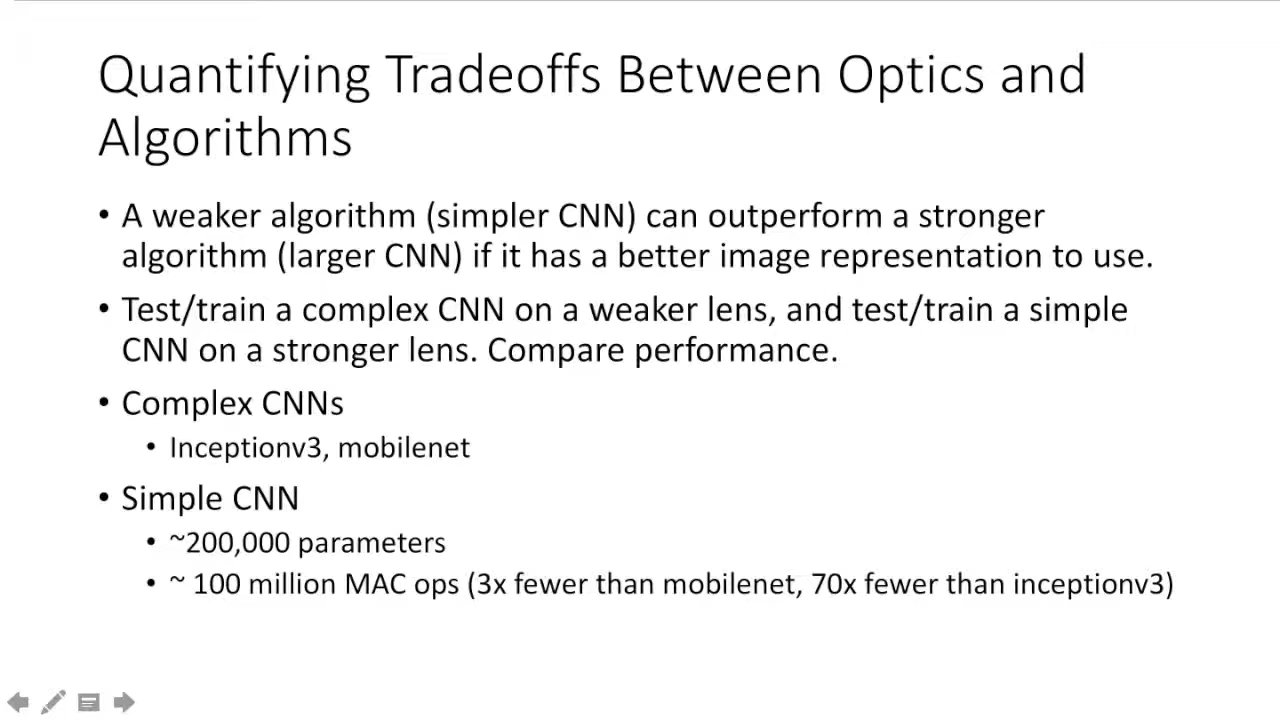 Quantifying Tradeoffs Between Optics and
Algorithms
• A weaker algorithm (simpler CNN) can outperform a stronger
algorithm (larger CNN) if it has a better image representation to use.
• Test/train a complex CNN on a weaker lens, and test/train a simple
CNN on a stronger lens. Compare performance.
• Complex CNNs
• Inceptionv3, mobilenet
• Simple CNN
• ~200,000 parameters
• ~ 100 million MAC ops (3x fewer than mobilenet, 70x fewer than inceptionv3)